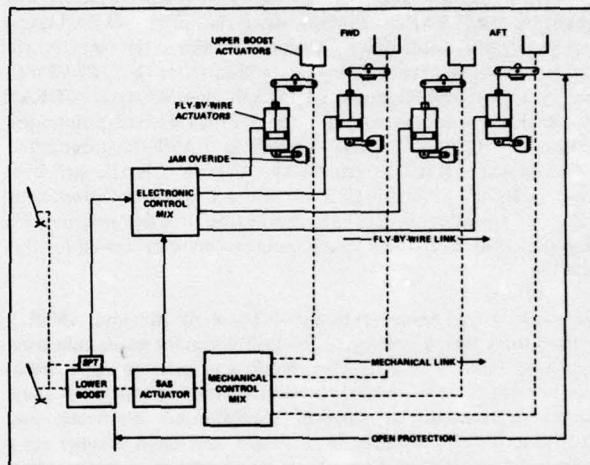 UPPER BOOST
ACTUATORS
FWD
AFT
FLY-BY-WIRE
ACTUATORS
JAM OVERRIDE
ELECTRONIC
CONTROL
MIX
FLY-BY-WIRE LINK
SPT
LOWER
BOOST
SAS
ACTUATOR
MECHANICAL
CONTROL
MIX
MECHANICAL LINK
OPEN PROTECTION